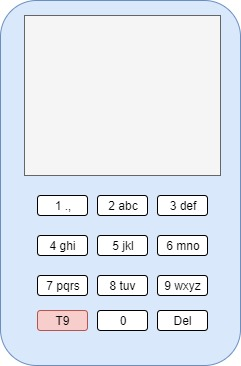 1 .,
2 abc
3 def
4 ghi
5 jkl
6 mno
7 pqrs
8 tuv
9 wxyz
T9
0
Del